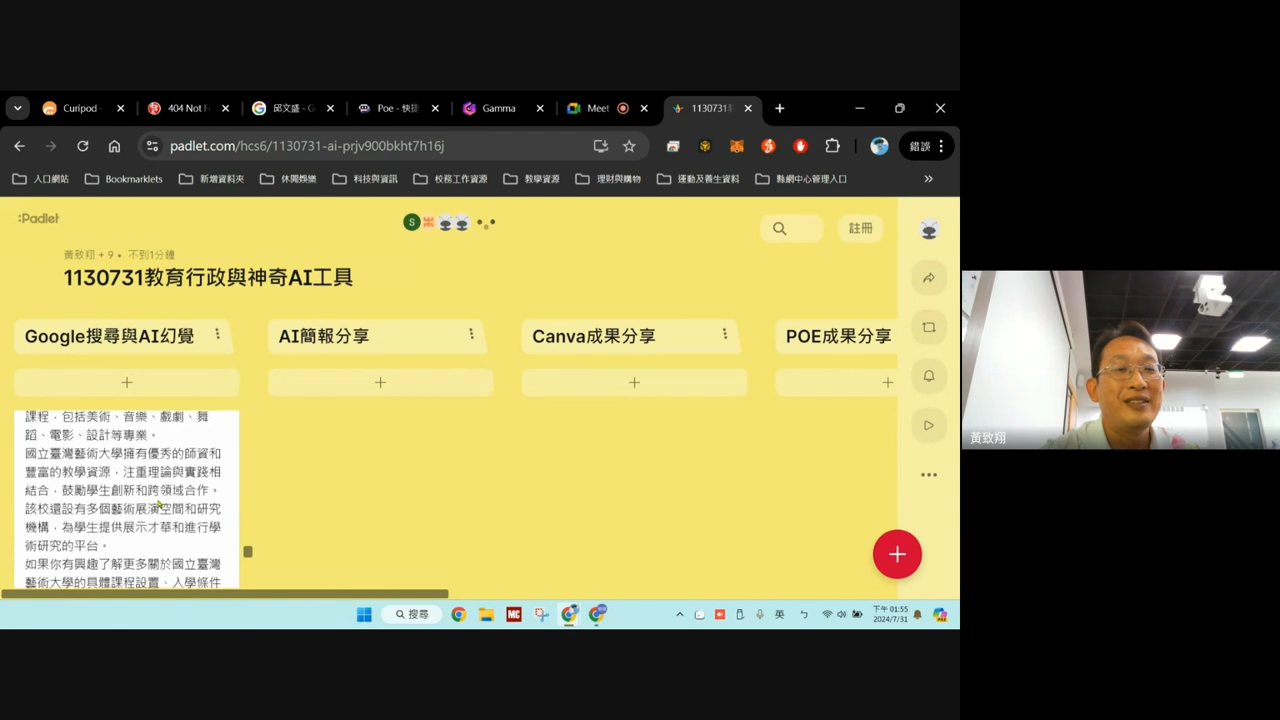 Curipod
404 Not F
邱文盛 - G
Poe - 快捷
Gamma
Meet
1130731
padlet.com/hcs6/1130731-ai-prjv900bkht7h16j
錯誤
人口網站
Bookmarklets
新增資料夾
休閒娛樂
科技與資訊
校務工作資源
教學資源
理財與購物
運動及養生資料
縣網中心管理入口
:Padlet
S
註冊
黃致翔 + 9 • 不到1分鐘
1130731教育行政與神奇AI工具
Google搜尋與AI幻覺
AI簡報分享
Canva成果分享
POE成果分享
課程，包括美術、音樂、戲劇、舞
蹈、電影、設計等專業。
國立臺灣藝術大學擁有優秀的師資和
豐富的教學資源，注重理論與實踐相
結合，鼓勵學生創新和跨領域合作。
該校還設有多個藝術展演空間和研究
機構，為學生提供展示才華和進行學
術研究的平台。
如果你有興趣了解更多關於國立臺灣
藝術大學的具體課程設置、入學條件
黃致翔
搜尋
MC
英
下午 01:55
2024/7/31